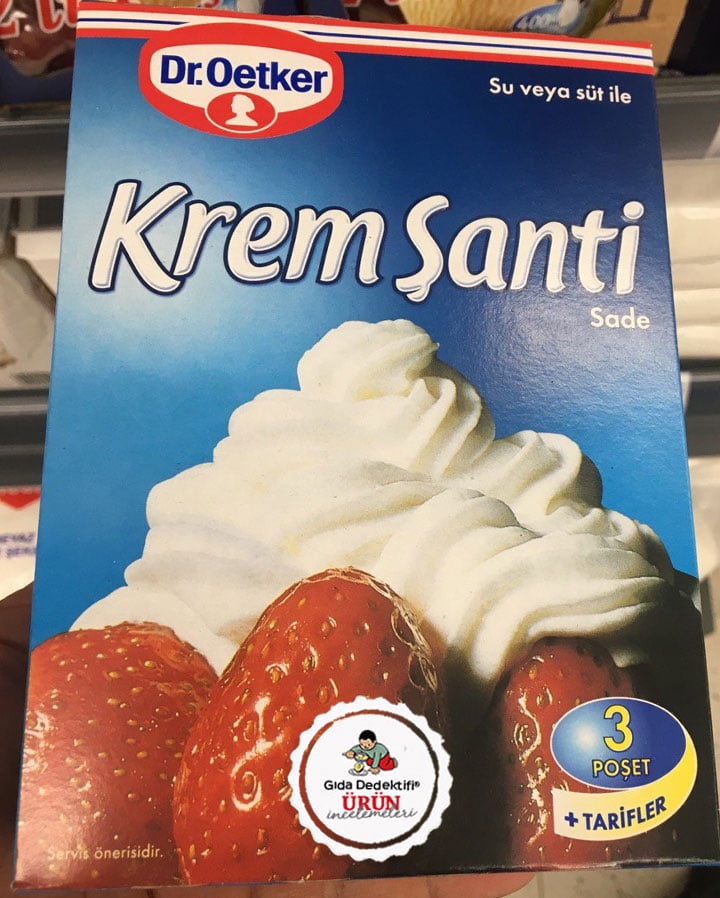 Dr.Oetker
Su veya süt ile
Krem Şanti
Sade
3
POŞET
+ TARİFLER
Gıda Dedektifi®
ÜRÜN
incelemeleri
Servis önerisidir.